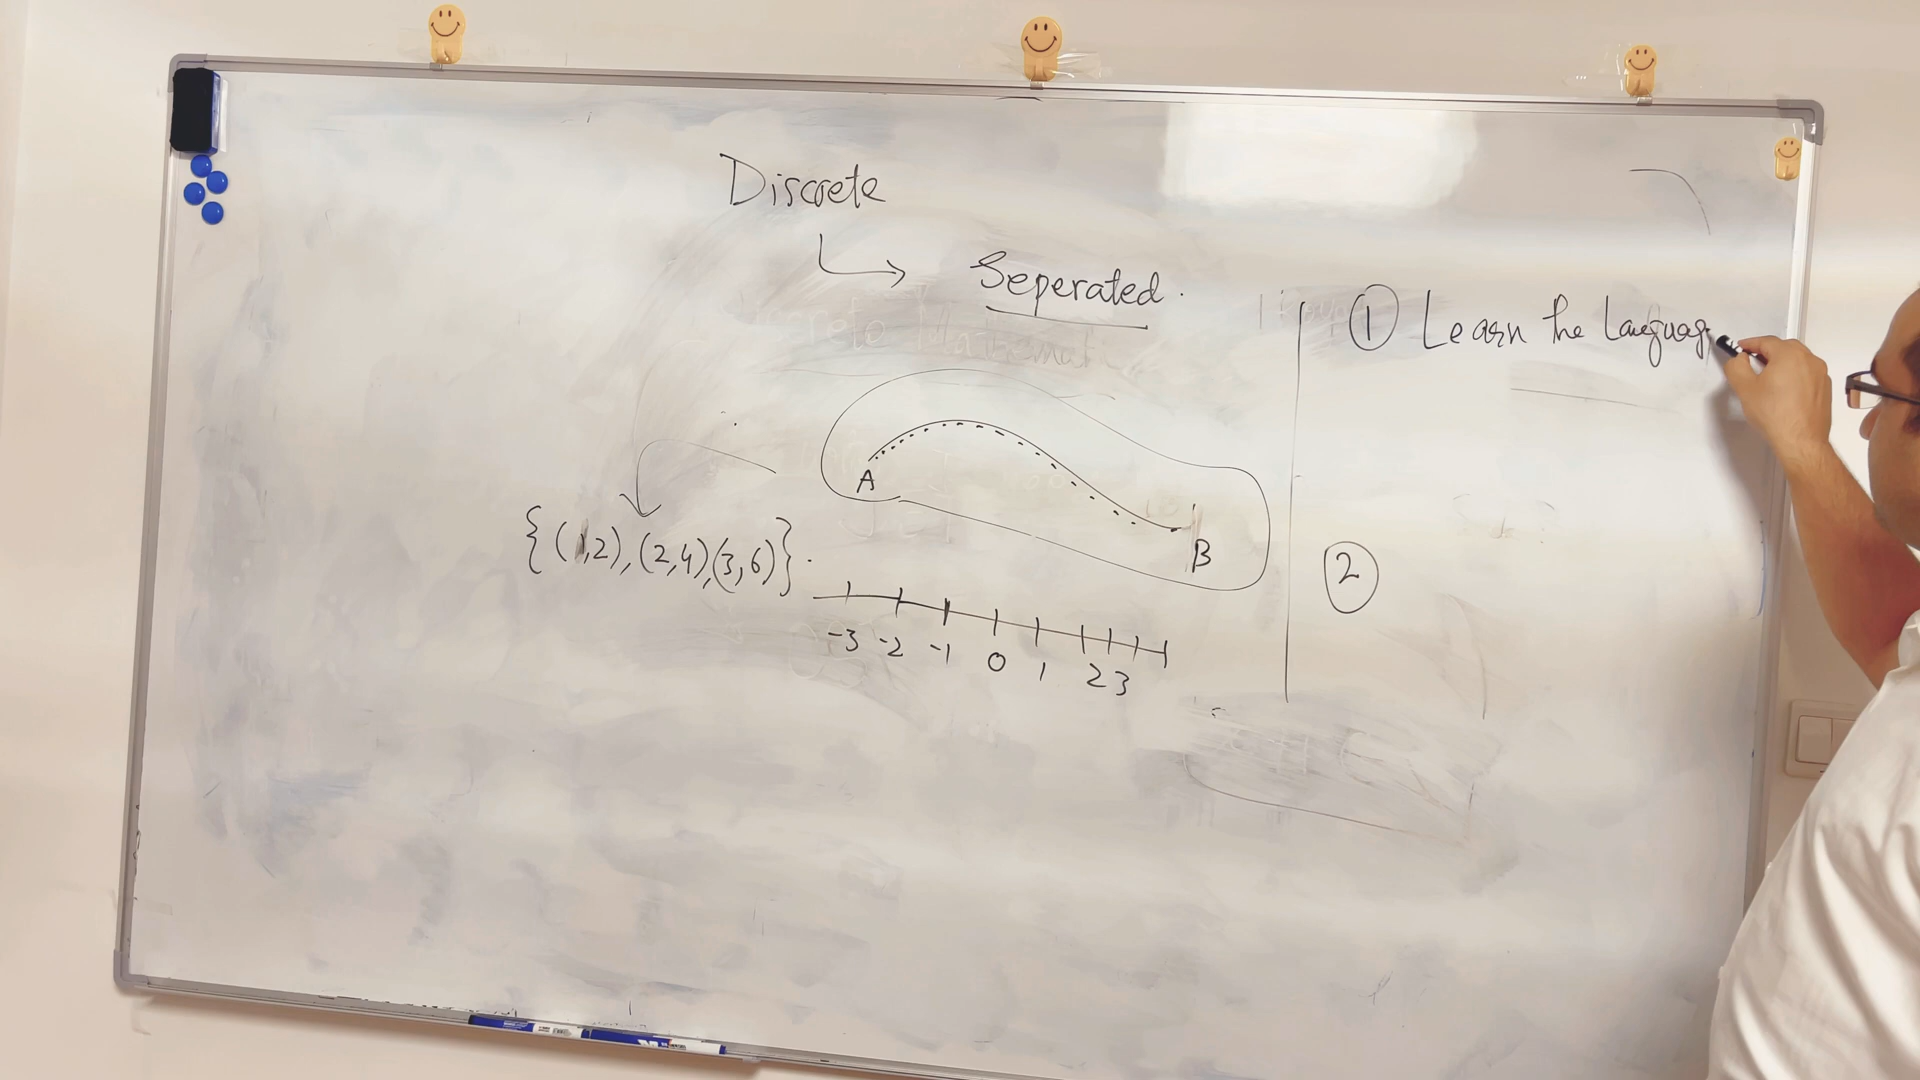 Discrete
Seperated.
① Learn the Languag
A
B
{(1,2),(2,4),(3,6)}.
②
-3 -2 -1 0 1 2 3